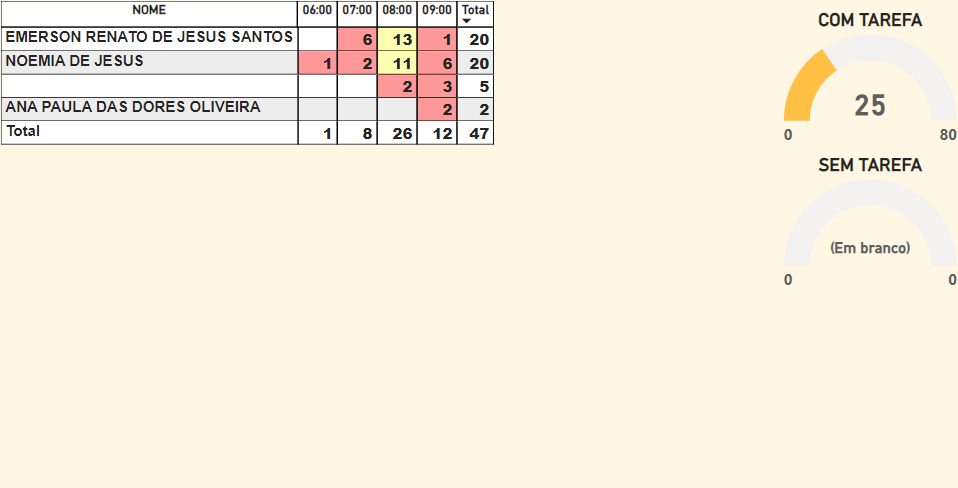 NOME 06:00 07:00 08:00 09:00 Total
EMERSON RENATO DE JESUS SANTOS 6 13 1 20
NOEMIA DE JESUS 1 2 11 6 20
2 3 5
ANA PAULA DAS DORES OLIVEIRA 2 2
Total 1 8 26 12 47
COM TAREFA
25
0 80
SEM TAREFA
(Em branco)
0 0